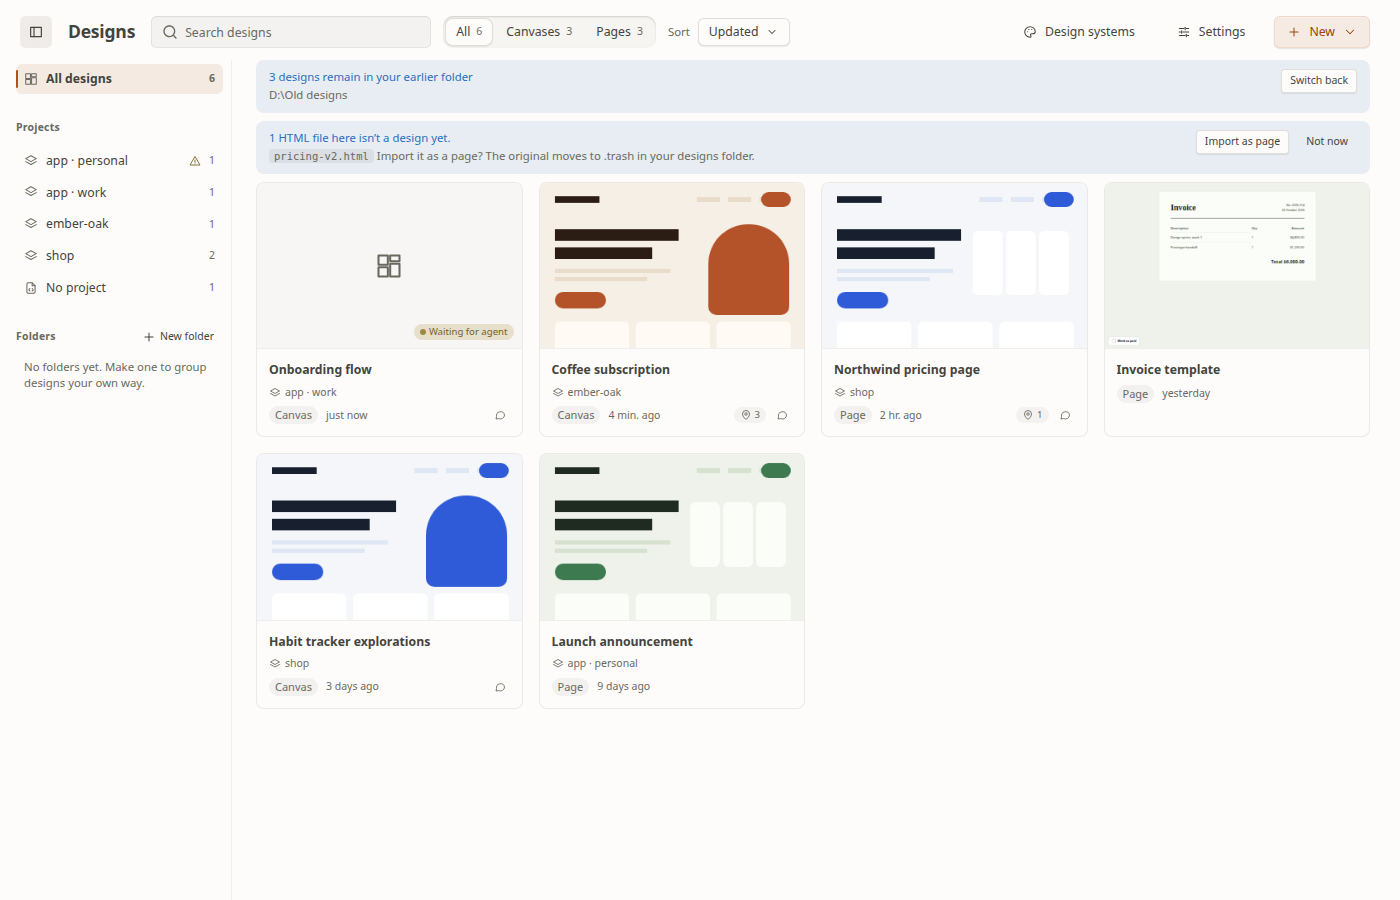 Designs
Search designs
All 6
Canvases 3
Pages 3
Sort
Updated
Design systems
Settings
New
All designs 6
Projects
app · personal 1
app · work 1
ember-oak 1
shop 2
No project 1
Folders
New folder
No folders yet. Make one to group
designs your own way.
3 designs remain in your earlier folder
D:\Old designs
Switch back
1 HTML file here isn’t a design yet.
pricing-v2.html Import it as a page? The original moves to .trash in your designs folder.
Import as page
Not now
Waiting for agent
Onboarding flow
app · work
Canvas just now
Coffee subscription
ember-oak
Canvas 4 min. ago 3
Northwind pricing page
shop
Page 2 hr. ago 1
Invoice
Invoice template
Page yesterday
Habit tracker explorations
shop
Canvas 3 days ago
Launch announcement
app · personal
Page 9 days ago